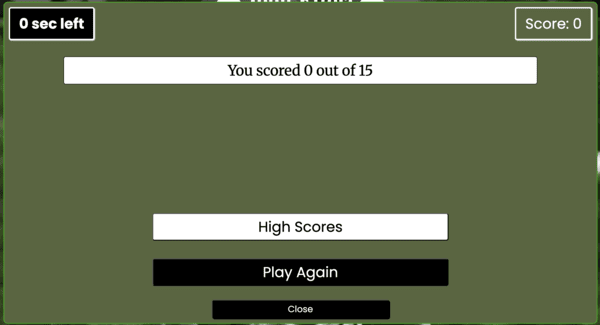 0 sec left
Score: 0
You scored 0 out of 15
High Scores
Play Again
Close